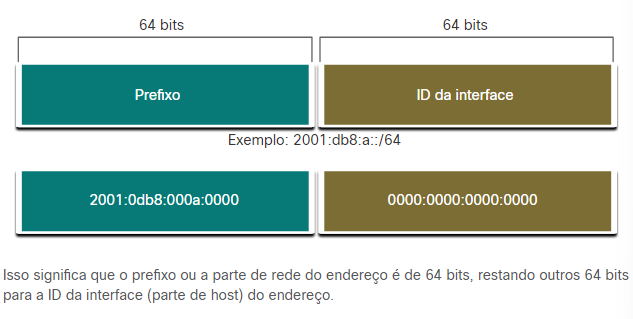 64 bits 64 bits
Prefixo ID da interface
Exemplo: 2001:db8:a::/64
2001:0db8:000a:0000 0000:0000:0000:0000
Isso significa que o prefixo ou a parte de rede do endereço é de 64 bits, restando outros 64 bits
para a ID da interface (parte de host) do endereço.